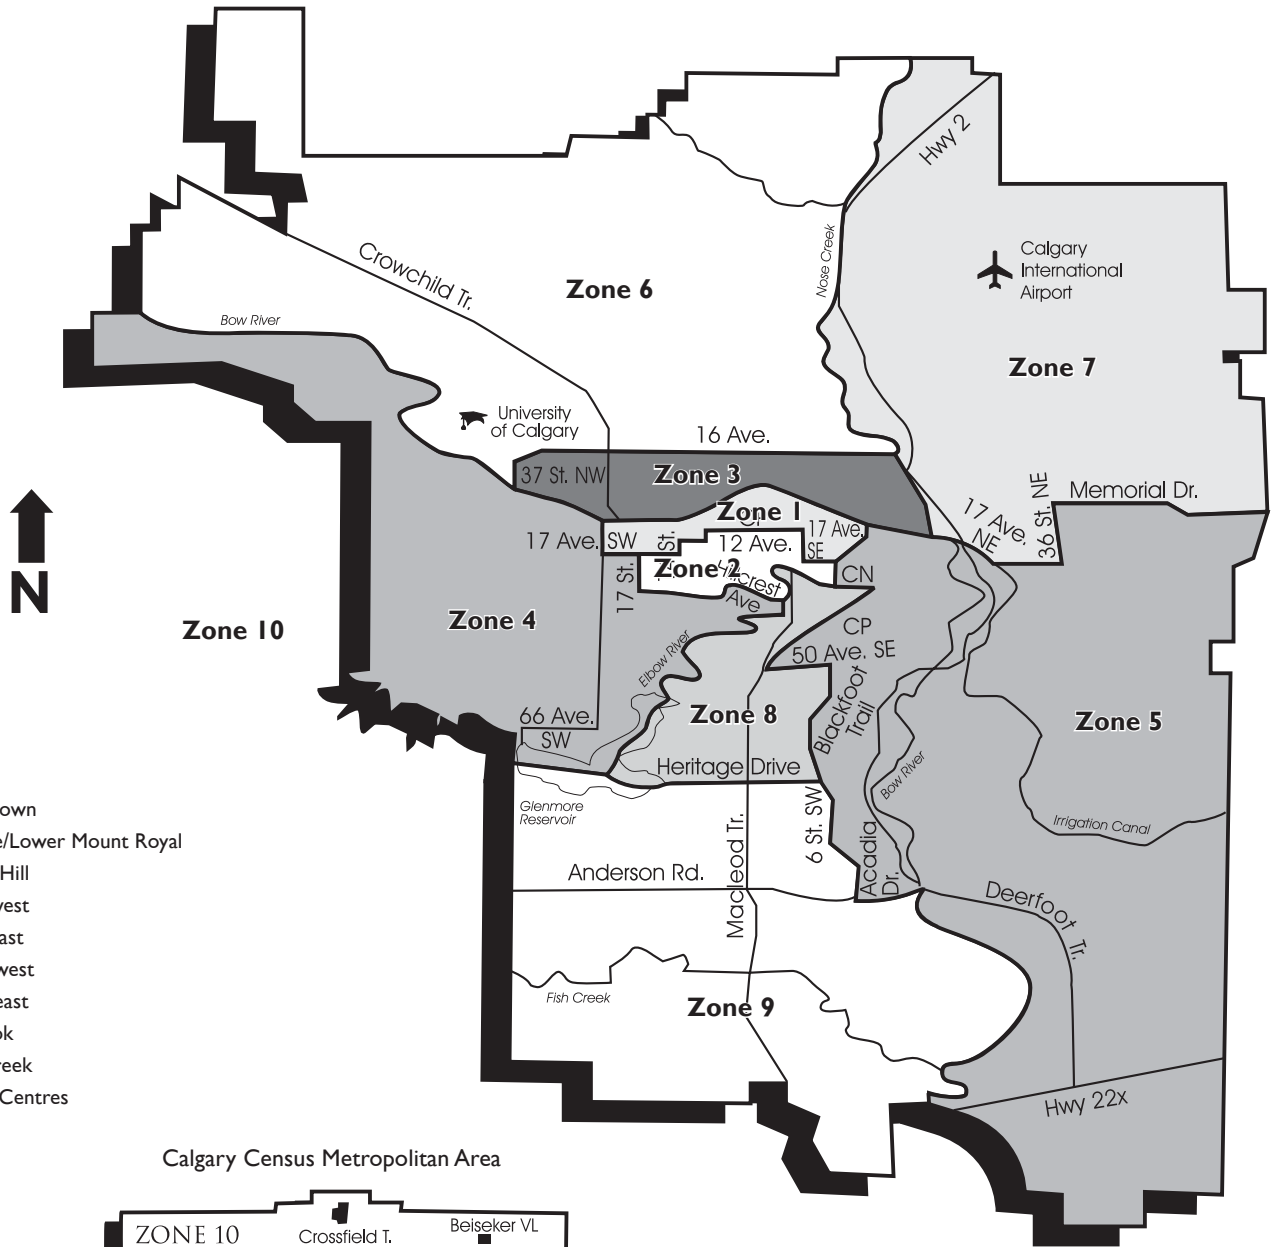 Hwy 2
Crowchild Tr.
Nose Creek
Calgary
International
Airport
Zone 6
Bow River
Zone 7
University
of Calgary
16 Ave.
37 St. NW
Zone 3
36 St. NE
Memorial Dr.
17 Ave.
NE
Zone 1
17 Ave.
SW
St.
12 Ave.
17 Ave.
SE
Zone 2
17 St.
Hillcrest
Ave
CN
N
Zone 10
Zone 4
CP
50 Ave. SE
Elbow River
66 Ave.
SW
Zone 8
Blackfoot
Trail
Zone 5
Heritage Drive
Bow River
Glenmore
Reservoir
Macleod Tr.
6 St. SW
Irrigation Canal
own
e/Lower Mount Royal
Hill
vest
ast
west
east
ok
reek
Centres
Anderson Rd.
Acadia
Dr.
Deerfoot Tr.
Fish Creek
Zone 9
Hwy 22x
Calgary Census Metropolitan Area
ZONE 10
Crossfield T.
Beiseker VL